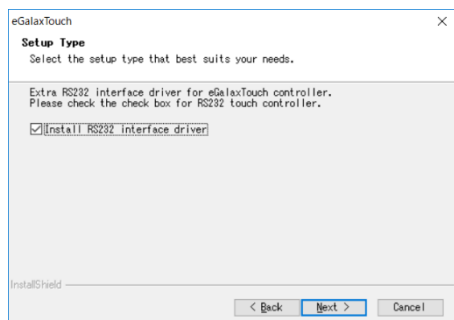 eGalaxTouch
Setup Type
Select the setup type that best suits your needs.
Extra RS232 interface driver for eGalaxTouch controller.
Please check the check box for RS232 touch controller.
Install RS232 interface driver
InstallShield
< Back
Next >
Cancel